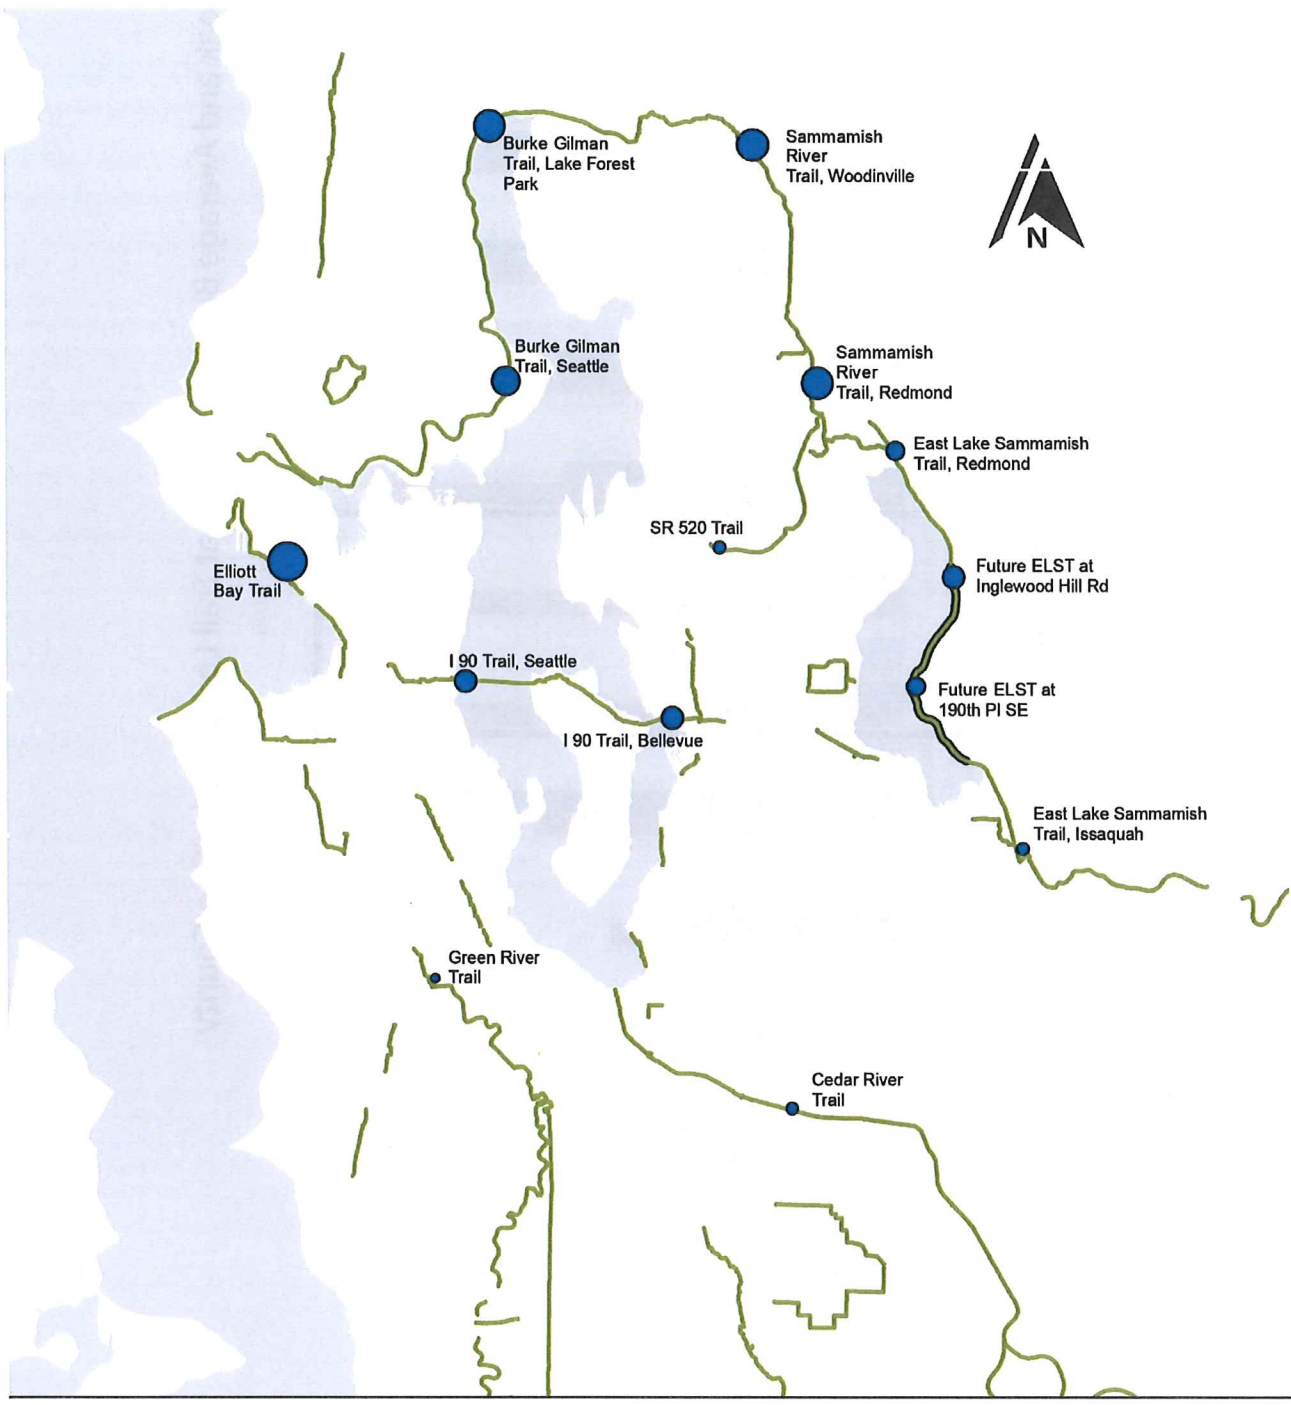 Burke Gilman
Trail, Lake Forest
Park
Sammamish
River
Trail, Woodinville
N
Burke Gilman
Trail, Seattle
Sammamish
River
Trail, Redmond
East Lake Sammamish
Trail, Redmond
SR 520 Trail
Elliott
Bay Trail
Future ELST at
Inglewood Hill Rd
I 90 Trail, Seattle
Future ELST at
190th Pl SE
I 90 Trail, Bellevue
East Lake Sammamish
Trail, Issaquah
Green River
Trail
Cedar River
Trail